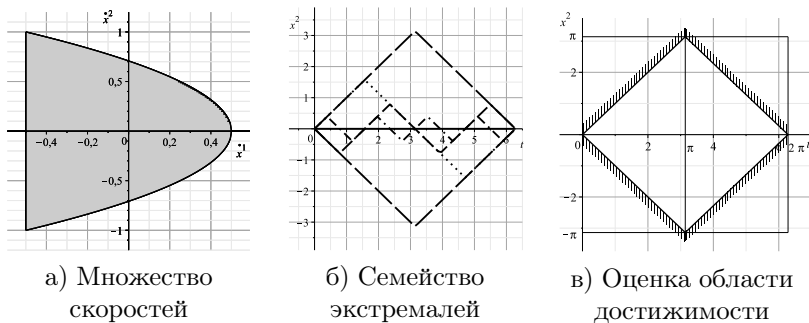 ẋ²
1
0,5
−0,4
−0,2
0
0,2
0,4
ẋ¹
−0,5
−1
x²
3
2
1
0
1
2
3
4
5
6
t
−1
−2
−3
x²
π
2
0
2
π
4
2 π
t
−2
−π
а) Множество
скоростей
б) Семейство
экстремалей
в) Оценка области
достижимости